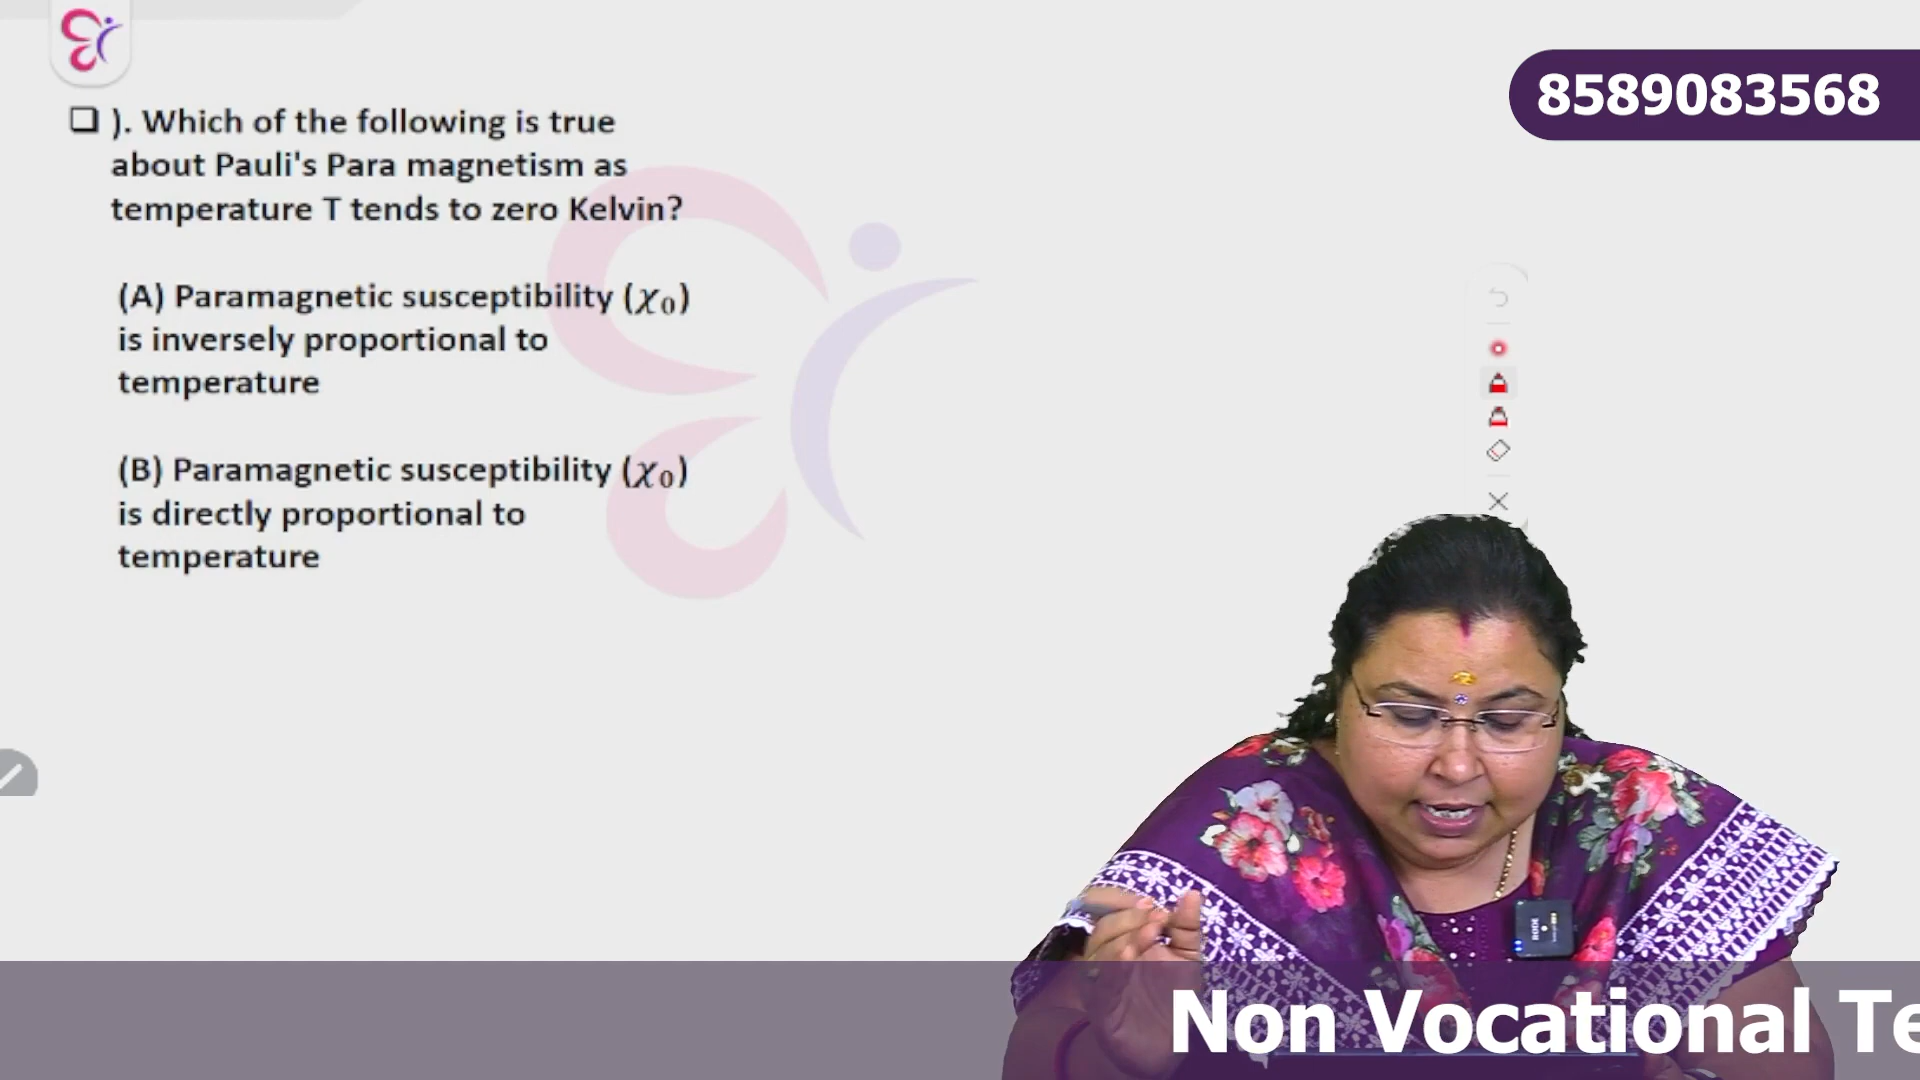 8589083568
❑ ). Which of the following is true
about Pauli's Para magnetism as
temperature T tends to zero Kelvin?
(A) Paramagnetic susceptibility (χ₀)
is inversely proportional to
temperature
(B) Paramagnetic susceptibility (χ₀)
is directly proportional to
temperature
RODE
Non Vocational Te